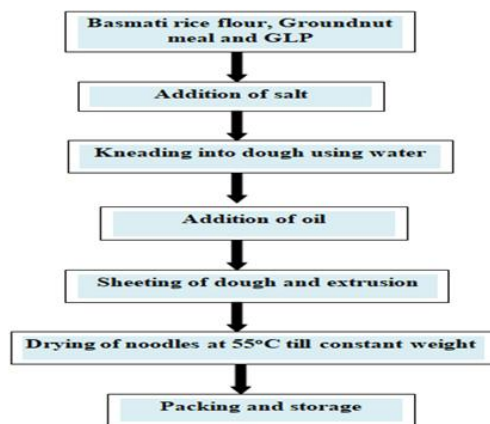 Basmati rice flour, Groundnut
meal and GLP
Addition of salt
Kneading into dough using water
Addition of oil
Sheeting of dough and extrusion
Drying of noodles at 55°C till constant weight
Packing and storage